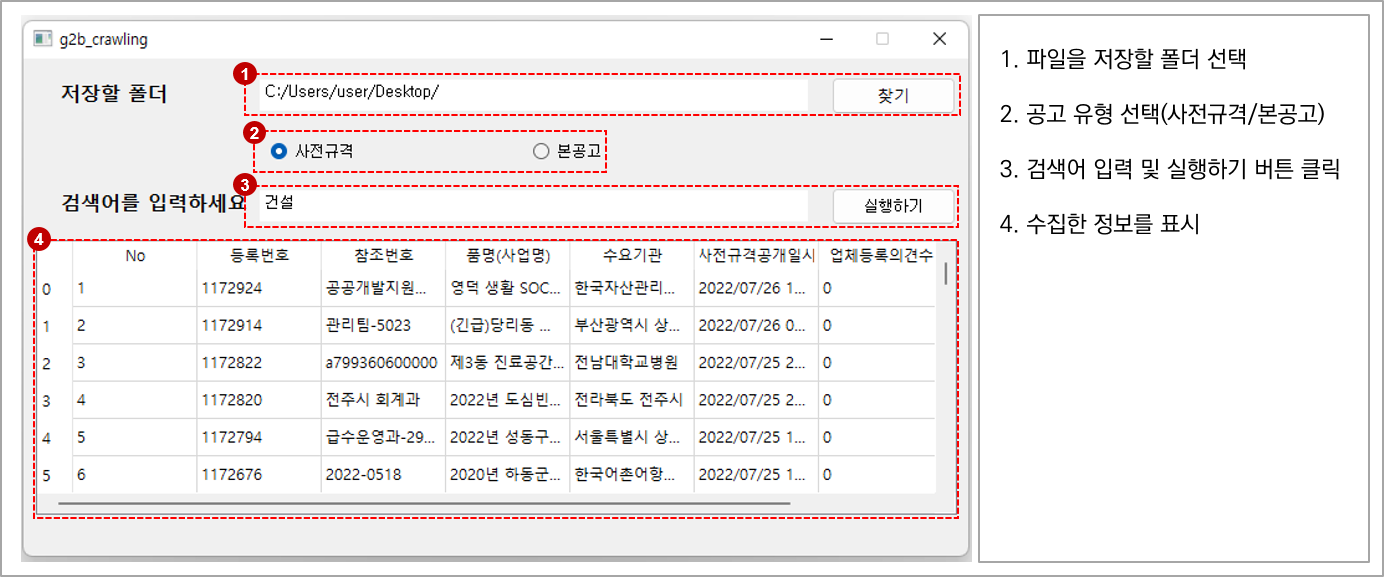 g2b_crawling
1
저장할 폴더 C:/Users/user/Desktop/ 찾기
2
사전규격 본공고
3
검색어를 입력하세요 건설 실행하기
4
No 등록번호 참조번호 품명(사업명) 수요기관 사전규격공개일시 업체등록의견수
0 1 1172924 공공개발지원... 영덕 생활 SOC... 한국자산관리... 2022/07/26 1... 0
1 2 1172914 관리팀-5023 (긴급)당리동 ... 부산광역시 상... 2022/07/26 0... 0
2 3 1172822 a799360600000 제3동 진료공간... 전남대학교병원 2022/07/25 2... 0
3 4 1172820 전주시 회계과 2022년 도심빈... 전라북도 전주시 2022/07/25 2... 0
4 5 1172794 급수운영과-29... 2022년 성동구... 서울특별시 상... 2022/07/25 1... 0
5 6 1172676 2022-0518 2020년 하동군... 한국어촌어항... 2022/07/25 1... 0
1. 파일을 저장할 폴더 선택
2. 공고 유형 선택(사전규격/본공고)
3. 검색어 입력 및 실행하기 버튼 클릭
4. 수집한 정보를 표시